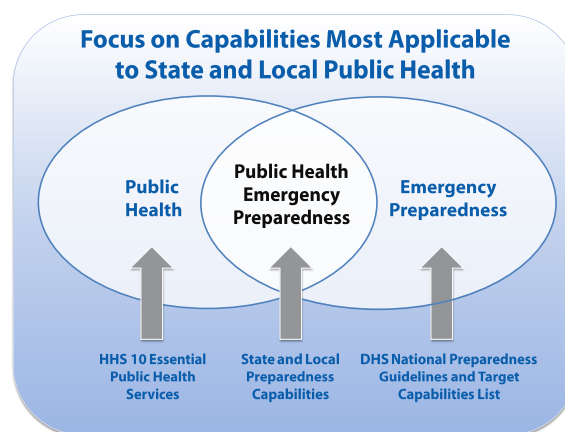 Focus on Capabilities Most Applicable
to State and Local Public Health
Public
Health
Public Health
Emergency
Preparedness
Emergency
Preparedness
HHS 10 Essential
Public Health
Services
State and Local
Preparedness
Capabilities
DHS National Preparedness
Guidelines and Target
Capabilities List